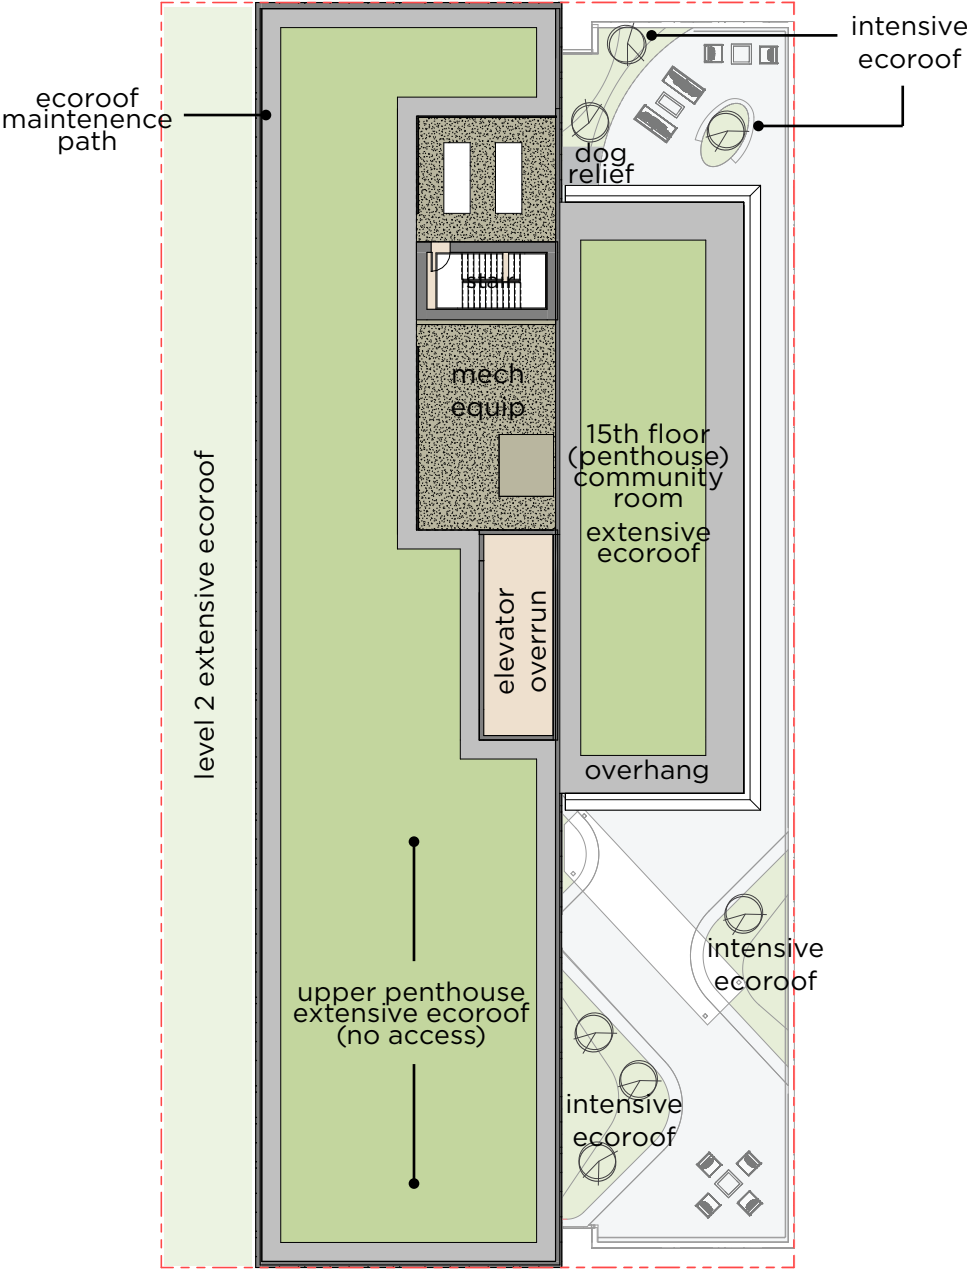 intensive
ecoroof
ecoroof
maintenence
path
dog
relief
stair
mech
equip
15th floor
(penthouse)
community
room
extensive
ecoroof
level 2 extensive ecoroof
elevator
overrun
overhang
intensive
ecoroof
upper penthouse
extensive ecoroof
(no access)
intensive
ecoroof